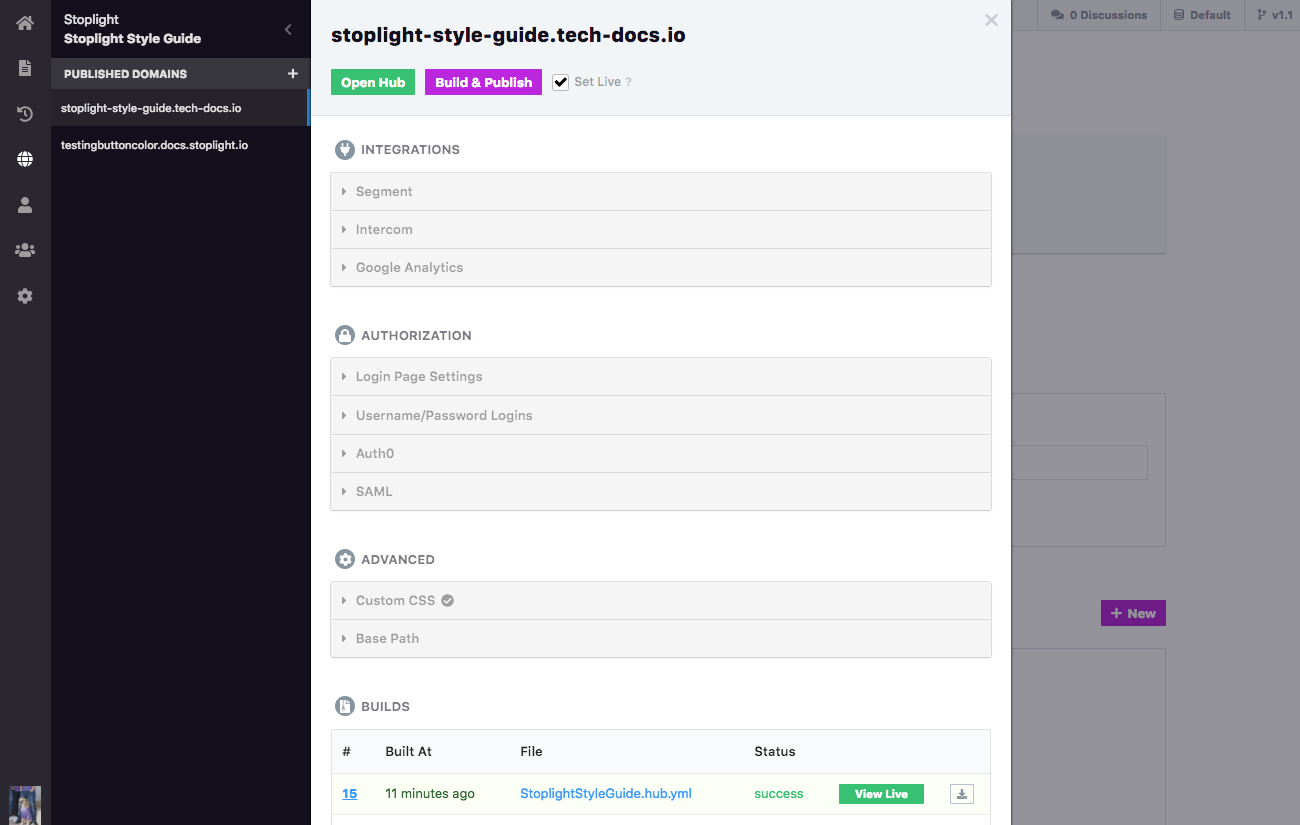 Stoplight
Stoplight Style Guide
PUBLISHED DOMAINS +
stoplight-style-guide.tech-docs.io
testingbuttoncolor.docs.stoplight.io
stoplight-style-guide.tech-docs.io
Open Hub Build & Publish Set Live ?
0 Discussions Default v1.1
INTEGRATIONS
Segment
Intercom
Google Analytics
AUTHORIZATION
Login Page Settings
Username/Password Logins
Auth0
SAML
ADVANCED
Custom CSS
Base Path
+ New
BUILDS
# Built At File Status
15 11 minutes ago StoplightStyleGuide.hub.yml success View Live